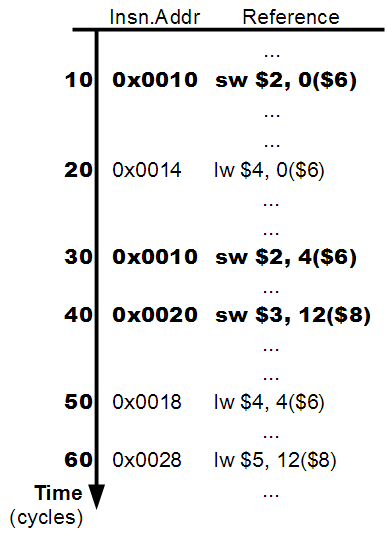 Insn.Addr Reference
...
10 0x0010 sw $2, 0($6)
...
...
20 0x0014 lw $4, 0($6)
...
...
30 0x0010 sw $2, 4($6)
...
40 0x0020 sw $3, 12($8)
...
...
50 0x0018 lw $4, 4($6)
...
60 0x0028 lw $5, 12($8)
Time ...
(cycles)